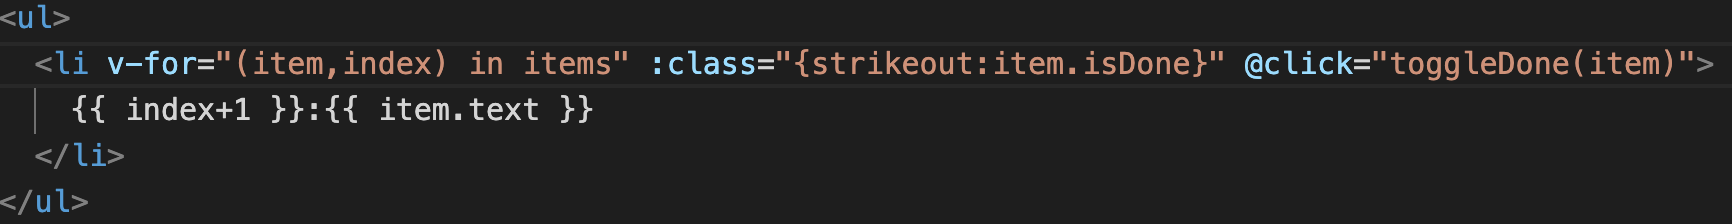 <ul>
<li v-for="(item,index) in items" :class="{strikeout:item.isDone}" @click="toggleDone(item)">
{{ index+1 }}:{{ item.text }}
</li>
</ul>